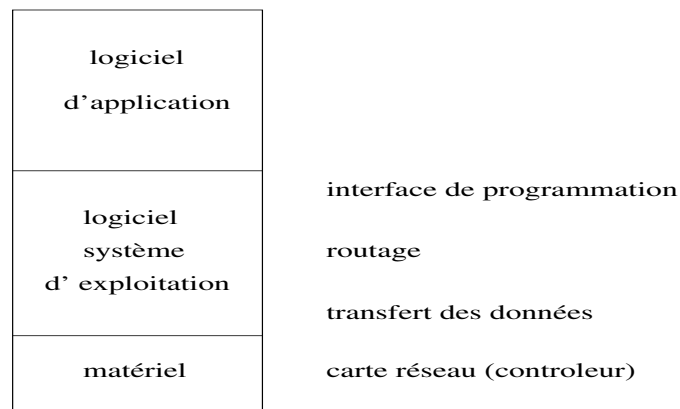 logiciel
d'application
interface de programmation
logiciel
système
routage
d' exploitation
transfert des données
matériel
carte réseau (controleur)